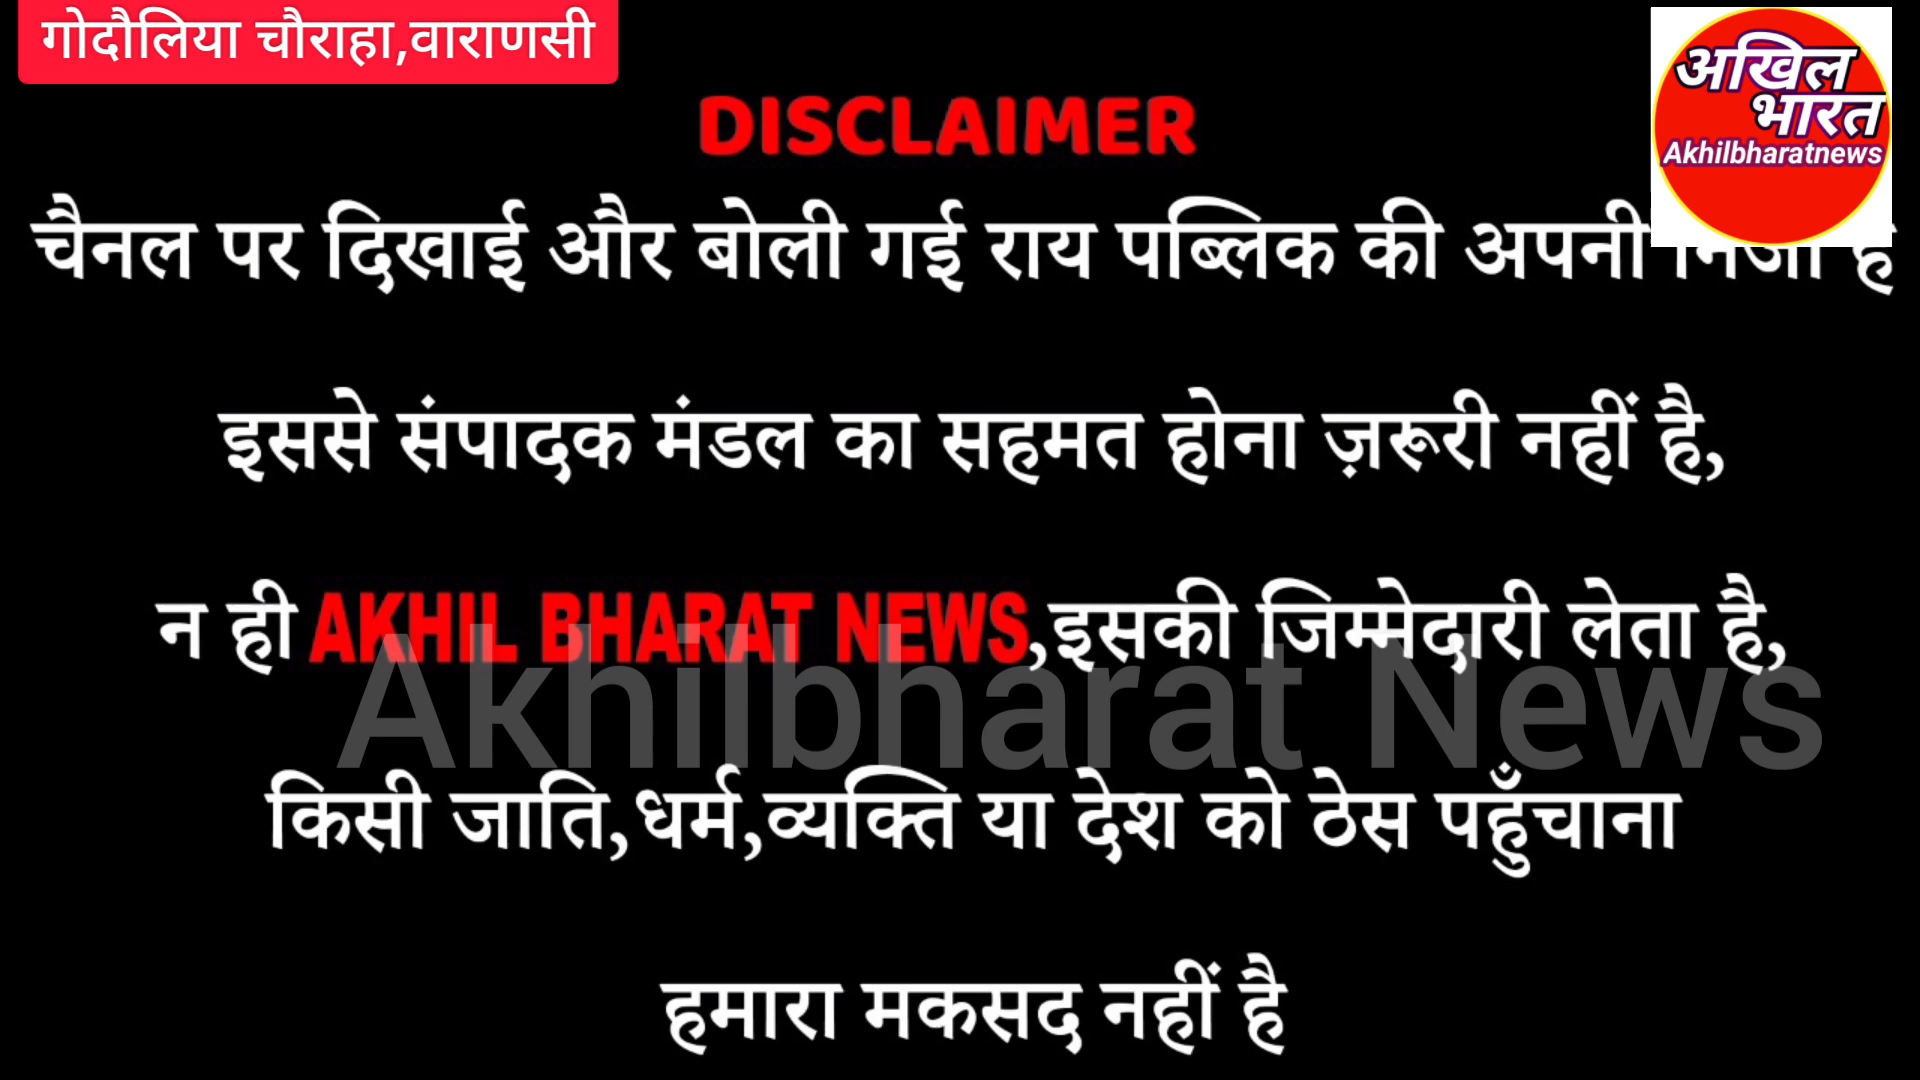 गोदौलिया चौराहा,वाराणसी
अखिल
भारत
Akhilbharatnews
DISCLAIMER
चैनल पर दिखाई और बोली गई राय पब्लिक की अपनी है
इससे संपादक मंडल का सहमत होना ज़रूरी नहीं है,
न ही AKHIL BHARAT NEWS,इसकी जिम्मेदारी लेता है,
Akhilbharat News
किसी जाति,धर्म,व्यक्ति या देश को ठेस पहुँचाना
हमारा मकसद नहीं है